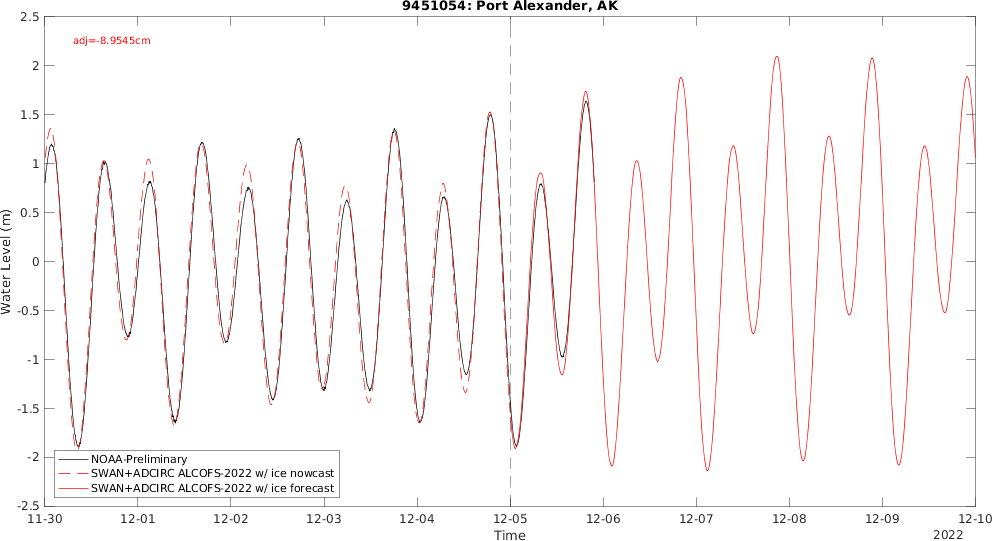 9451054: Port Alexander, AK
adj=-8.9545cm
Water Level (m)
2.5
2
1.5
1
0.5
0
-0.5
-1
-1.5
-2
-2.5
NOAA-Preliminary
SWAN+ADCIRC ALCOFS-2022 w/ ice nowcast
SWAN+ADCIRC ALCOFS-2022 w/ ice forecast
11-30 12-01 12-02 12-03 12-04 12-05 12-06 12-07 12-08 12-09 12-10
Time
2022